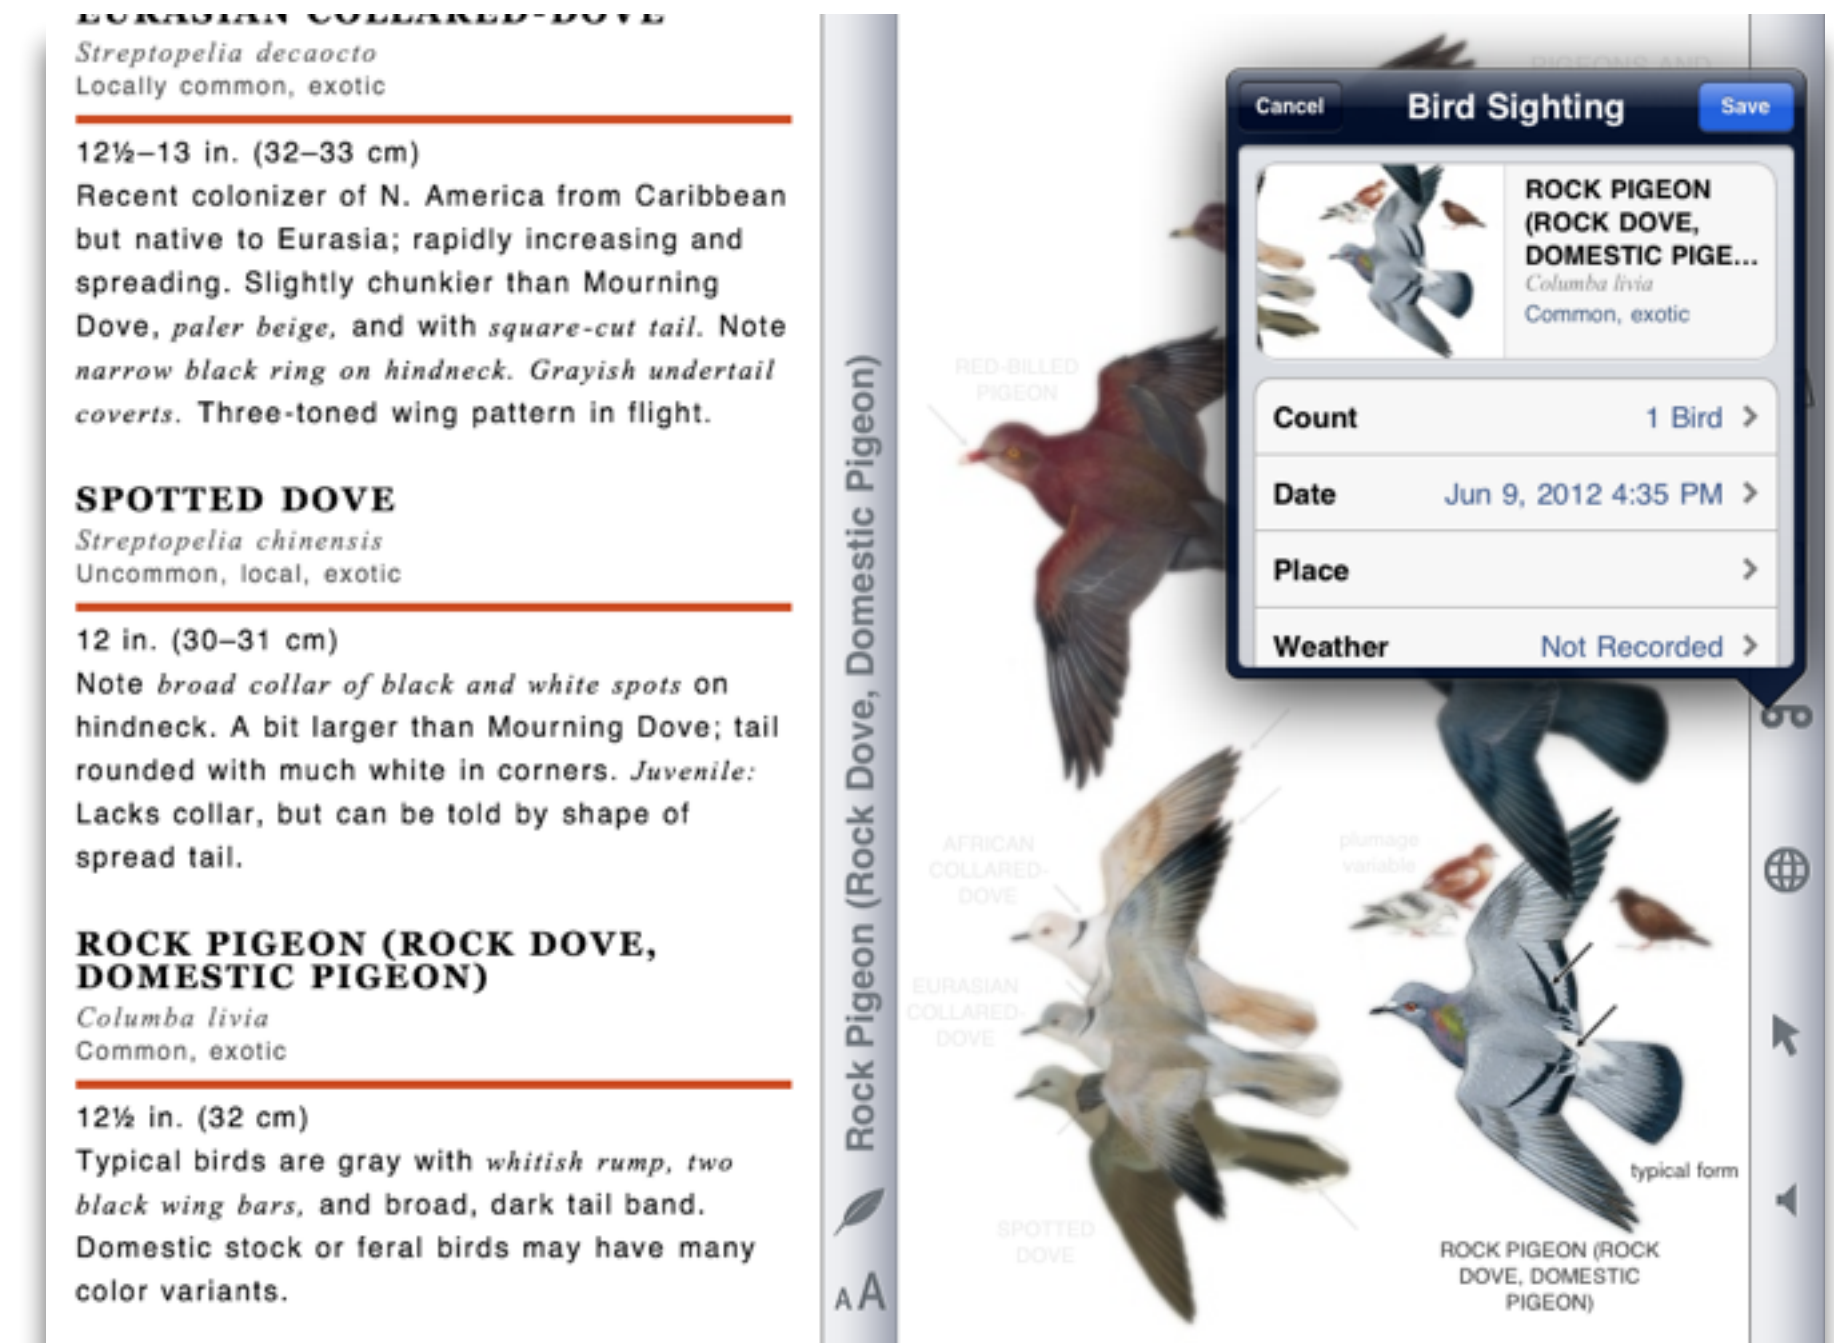 EURASIAN COLLARED-DOVE
Streptopelia decaocto
Locally common, exotic
12½–13 in. (32–33 cm)
Recent colonizer of N. America from Caribbean
but native to Eurasia; rapidly increasing and
spreading. Slightly chunkier than Mourning
Dove, paler beige, and with square-cut tail. Note
narrow black ring on hindneck. Grayish undertail
coverts. Three-toned wing pattern in flight.
SPOTTED DOVE
Streptopelia chinensis
Uncommon, local, exotic
12 in. (30–31 cm)
Note broad collar of black and white spots on
hindneck. A bit larger than Mourning Dove; tail
rounded with much white in corners. Juvenile:
Lacks collar, but can be told by shape of
spread tail.
ROCK PIGEON (ROCK DOVE,
DOMESTIC PIGEON)
Columba livia
Common, exotic
12½ in. (32 cm)
Typical birds are gray with whitish rump, two
black wing bars, and broad, dark tail band.
Domestic stock or feral birds may have many
color variants.
Rock Pigeon (Rock Dove, Domestic Pigeon)
AA
PIGEONS AND
Cancel
Bird Sighting
Save
ROCK PIGEON
(ROCK DOVE,
DOMESTIC PIGE...
Columba livia
Common, exotic
Count
1 Bird
Date
Jun 9, 2012 4:35 PM
Place
Weather
Not Recorded
RED-BILLED
PIGEON
AFRICAN
COLLARED-
DOVE
plumage
variable
EURASIAN
COLLARED-
DOVE
SPOTTED
DOVE
typical form
ROCK PIGEON (ROCK
DOVE, DOMESTIC
PIGEON)